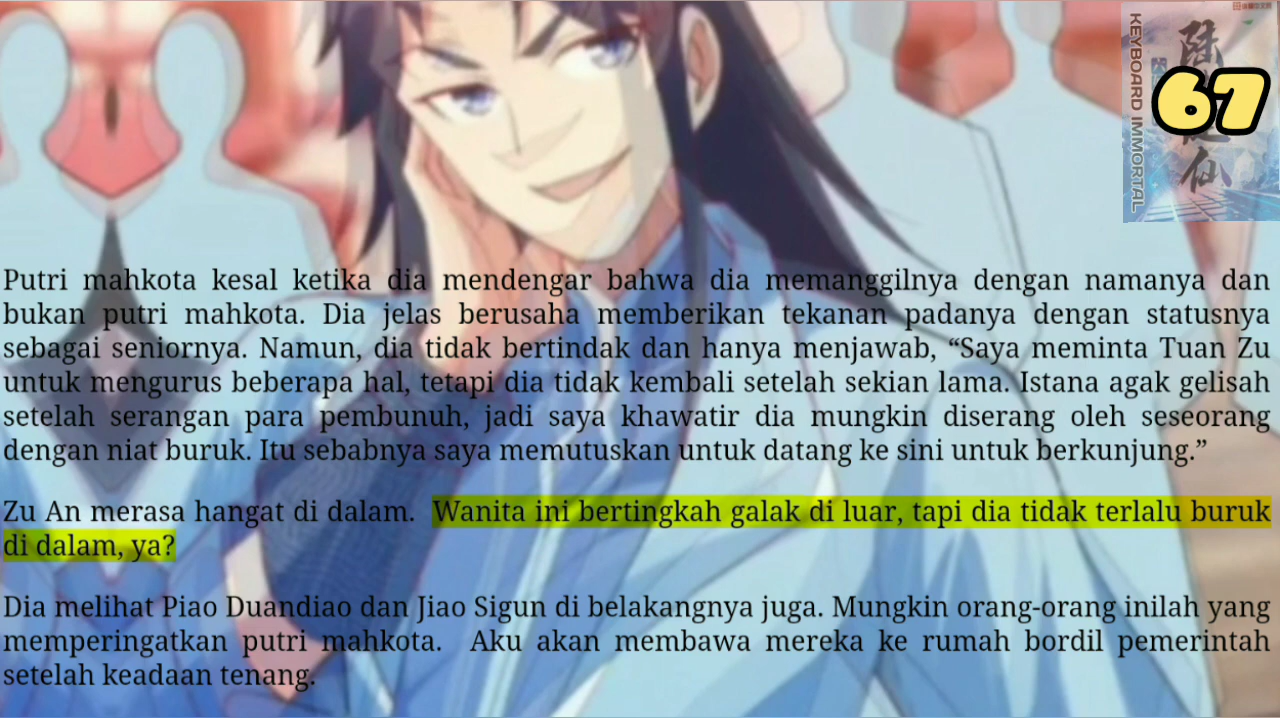 KEYBOARD IMMORTAL
67
Putri mahkota kesal ketika dia mendengar bahwa dia memanggilnya dengan namanya dan
bukan putri mahkota. Dia jelas berusaha memberikan tekanan padanya dengan statusnya
sebagai seniornya. Namun, dia tidak bertindak dan hanya menjawab, “Saya meminta Tuan Zu
untuk mengurus beberapa hal, tetapi dia tidak kembali setelah sekian lama. Istana agak gelisah
setelah serangan para pembunuh, jadi saya khawatir dia mungkin diserang oleh seseorang
dengan niat buruk. Itu sebabnya saya memutuskan untuk datang ke sini untuk berkunjung.”
Zu An merasa hangat di dalam. Wanita ini bertingkah galak di luar, tapi dia tidak terlalu buruk
di dalam, ya?
Dia melihat Piao Duandiao dan Jiao Sigun di belakangnya juga. Mungkin orang-orang inilah yang
memperingatkan putri mahkota. Aku akan membawa mereka ke rumah bordil pemerintah
setelah keadaan tenang.